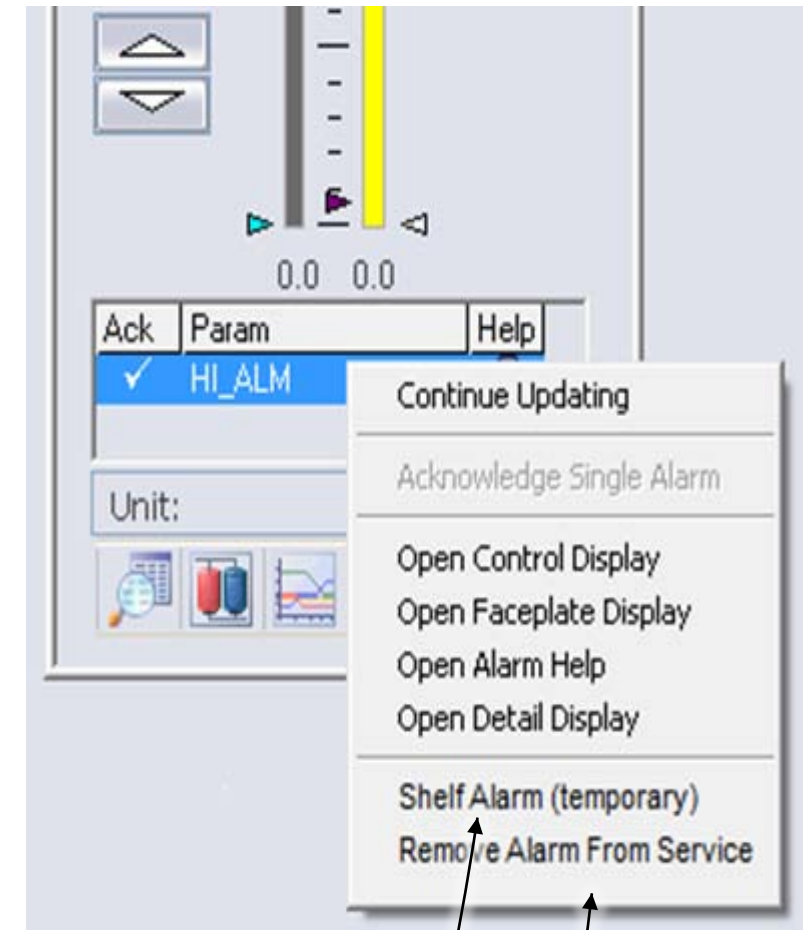 0.0 0.0
Ack Param Help
✓ HI_ALM
Unit:
Continue Updating
Acknowledge Single Alarm
Open Control Display
Open Faceplate Display
Open Alarm Help
Open Detail Display
Shelf Alarm (temporary)
Remove Alarm From Service